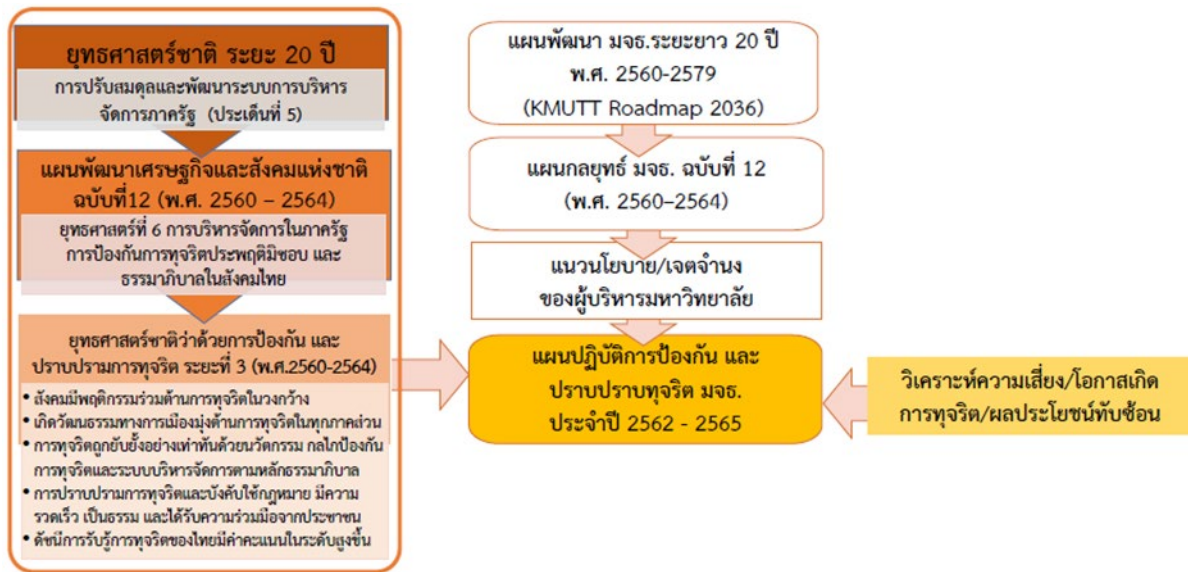 ยุทธศาสตร์ชาติ ระยะ 20 ปี
การปรับสมดุลและพัฒนาระบบการบริหาร
จัดการภาครัฐ (ประเด็นที่ 5)
แผนพัฒนาเศรษฐกิจและสังคมแห่งชาติ
ฉบับที่12 (พ.ศ. 2560 – 2564)
ยุทธศาสตร์ที่ 6 การบริหารจัดการในภาครัฐ
การป้องกันการทุจริตประพฤติมิชอบ และ
ธรรมาภิบาลในสังคมไทย
ยุทธศาสตร์ชาติว่าด้วยการป้องกัน และ
ปราบปรามการทุจริต ระยะที่ 3 (พ.ศ.2560-2564)
• สังคมมีพฤติกรรมร่วมต้านการทุจริตในวงกว้าง
• เกิดวัฒนธรรมทางการเมืองมุ่งต้านการทุจริตในทุกภาคส่วน
• การทุจริตถูกยับยั้งอย่างเท่าทันด้วยนวัตกรรม กลไกป้องกัน
การทุจริตและระบบบริหารจัดการตามหลักธรรมาภิบาล
• การปราบปรามการทุจริตและบังคับใช้กฎหมาย มีความ
รวดเร็ว เป็นธรรม และได้รับความร่วมมือจากประชาชน
• ดัชนีการรับรู้การทุจริตของไทยมีค่าคะแนนในระดับสูงขึ้น
แผนพัฒนา มจธ.ระยะยาว 20 ปี
พ.ศ. 2560-2579
(KMUTT Roadmap 2036)
แผนกลยุทธ์ มจธ. ฉบับที่ 12
(พ.ศ. 2560–2564)
แนวนโยบาย/เจตจำนง
ของผู้บริหารมหาวิทยาลัย
แผนปฏิบัติการป้องกัน และ
ปราบปราบทุจริต มจธ.
ประจำปี 2562 - 2565
วิเคราะห์ความเสี่ยง/โอกาสเกิด
การทุจริต/ผลประโยชน์ทับซ้อน